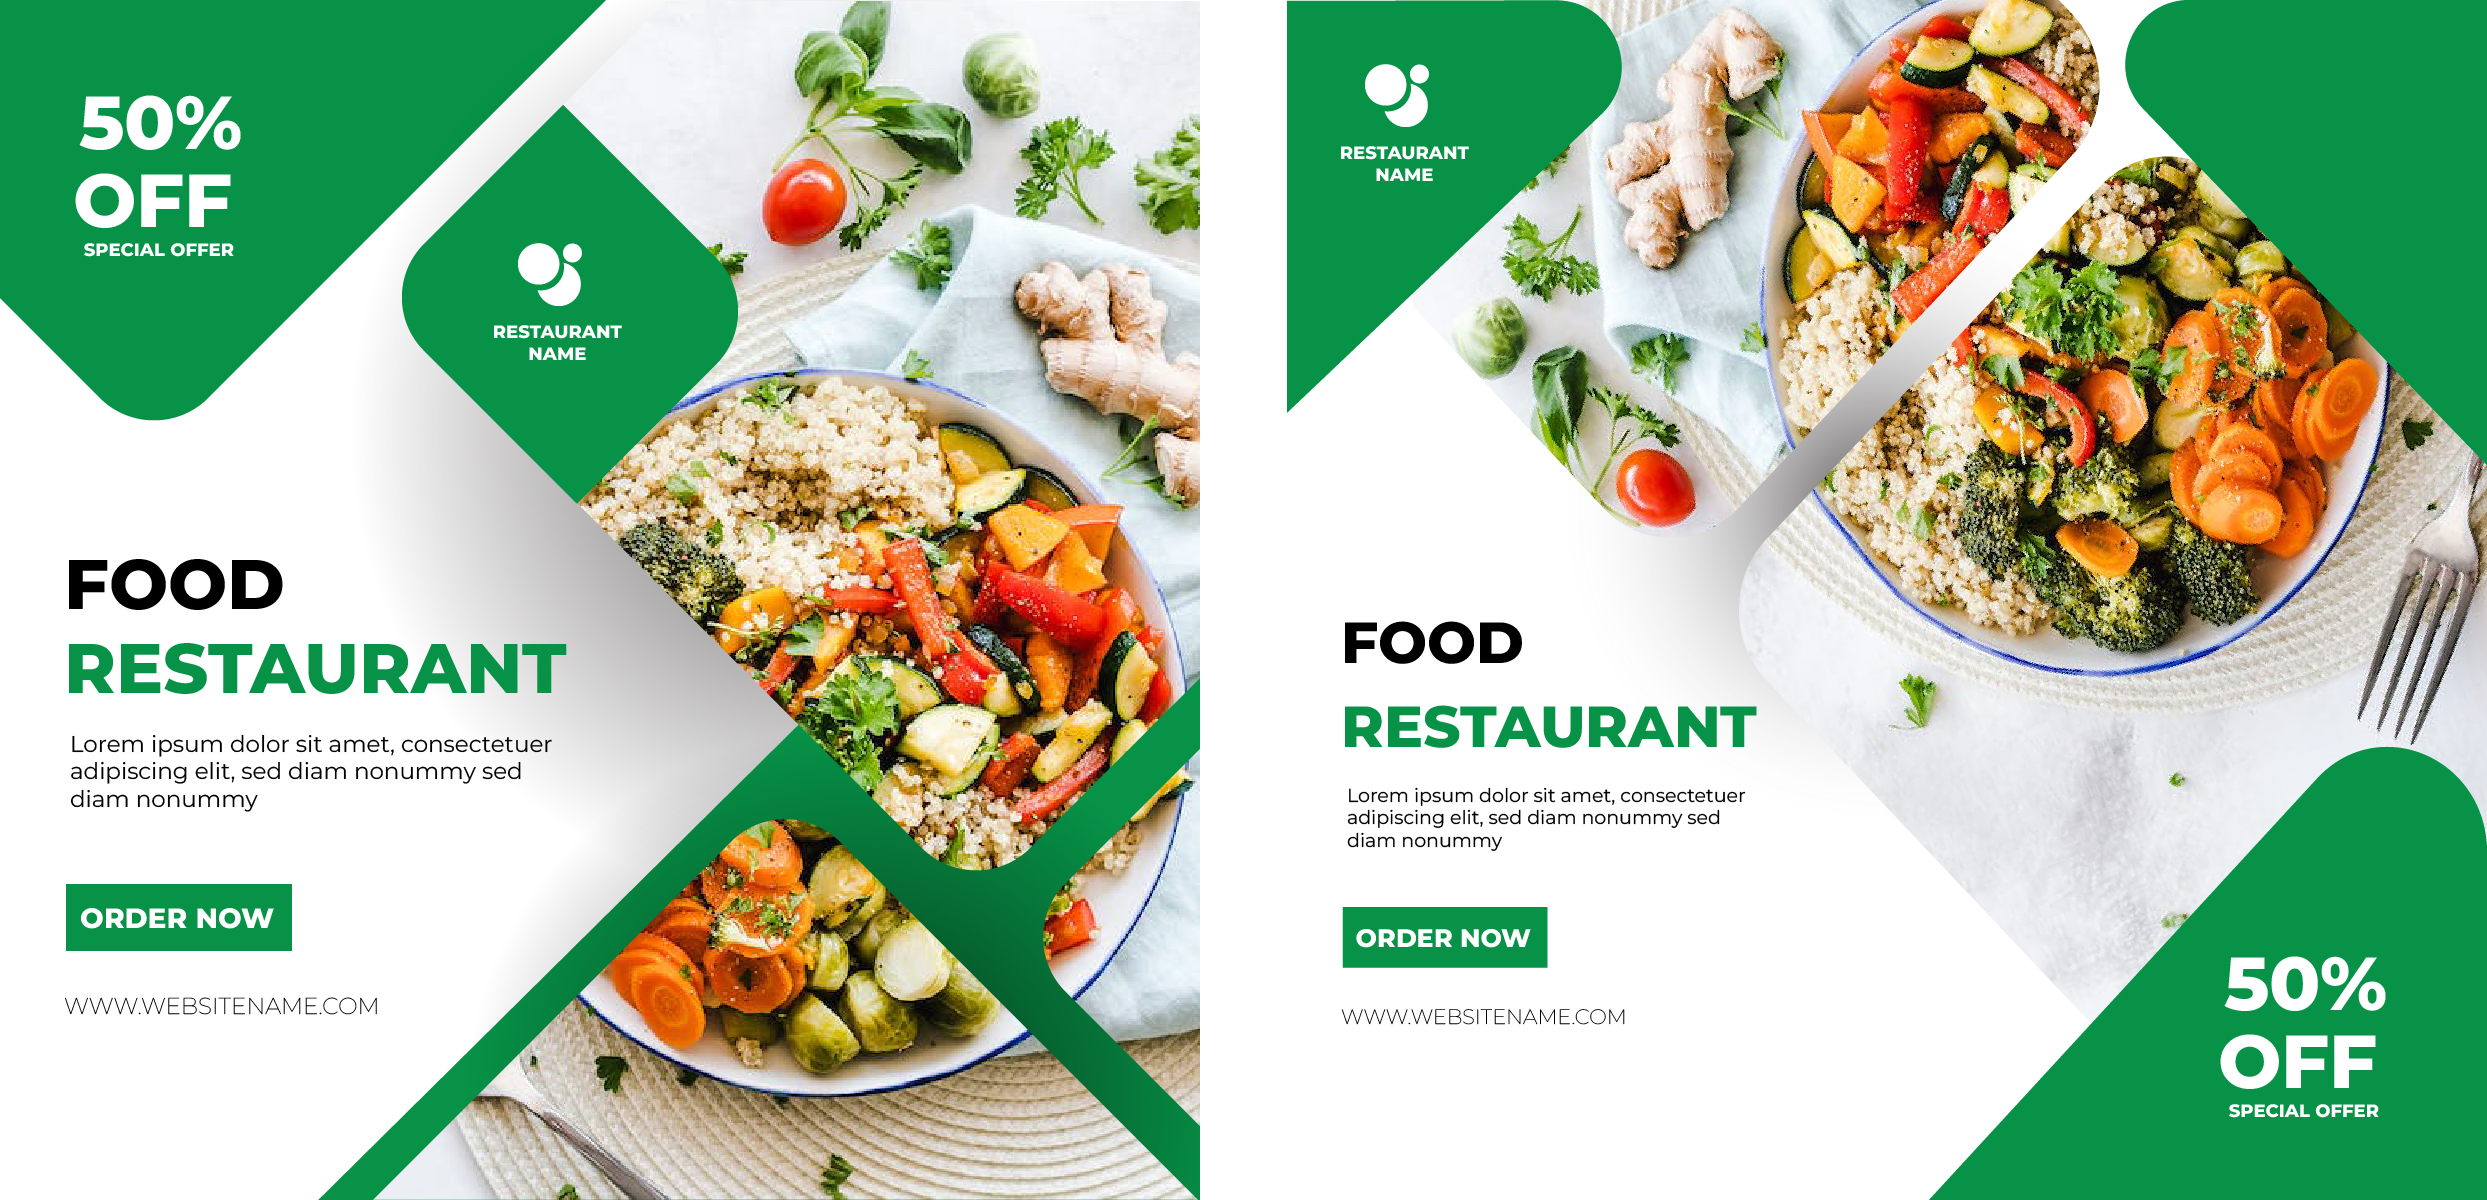 50%
OFF
SPECIAL OFFER
RESTAURANT
NAME
FOOD
RESTAURANT
Lorem ipsum dolor sit amet, consectetuer
adipiscing elit, sed diam nonummy sed
diam nonummy
ORDER NOW
WWW.WEBSITENAME.COM
RESTAURANT
NAME
FOOD
RESTAURANT
Lorem ipsum dolor sit amet, consectetuer
adipiscing elit, sed diam nonummy sed
diam nonummy
ORDER NOW
WWW.WEBSITENAME.COM
50%
OFF
SPECIAL OFFER